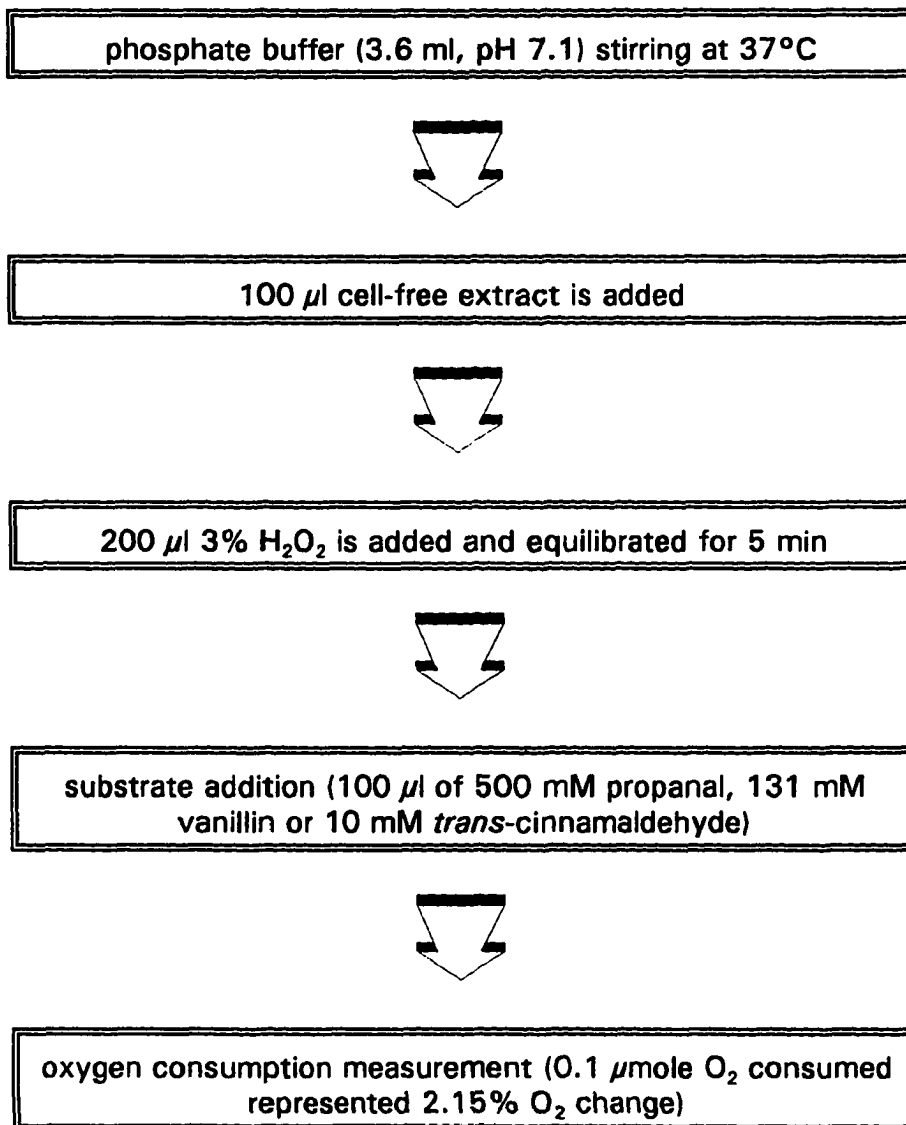 phosphate buffer (3.6 ml, pH 7.1) stirring at 37°C
100 µl cell-free extract is added
200 µl 3% H₂O₂ is added and equilibrated for 5 min
substrate addition (100 µl of 500 mM propanal, 131 mM
vanillin or 10 mM trans-cinnamaldehyde)
oxygen consumption measurement (0.1 µmole O₂ consumed
represented 2.15% O₂ change)